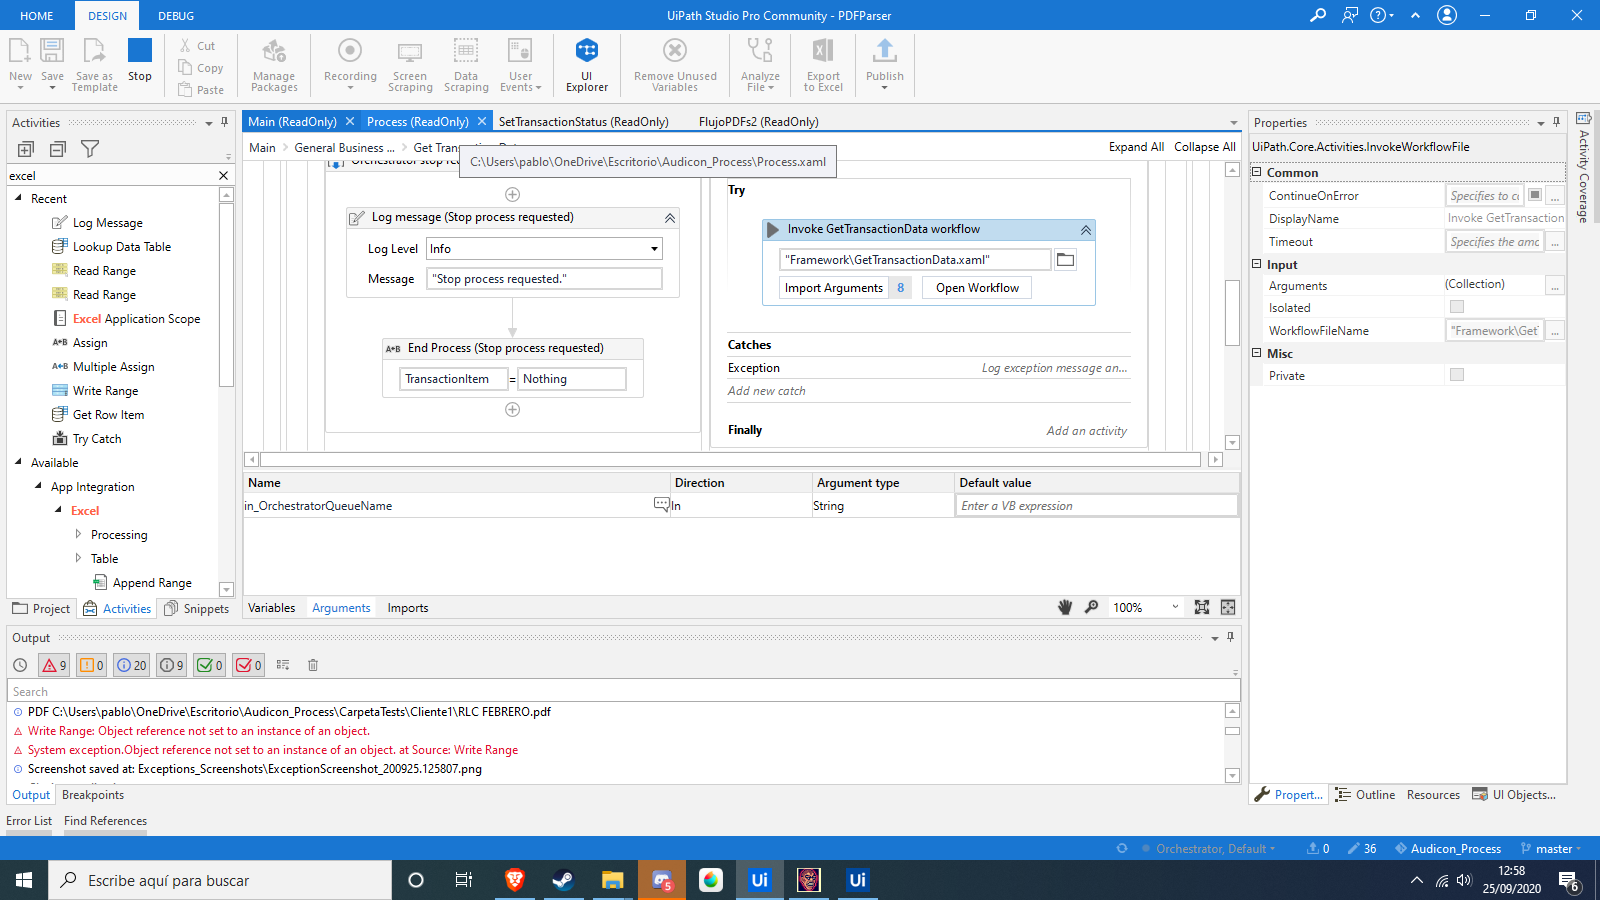 HOME
DESIGN
DEBUG
UiPath Studio Pro Community - PDFParser
New
Save
Save as Template
Stop
Cut
Copy
Paste
Manage Packages
Recording
Screen Scraping
Data Scraping
User Events
UI Explorer
Remove Unused Variables
Analyze File
Export to Excel
Publish
Activities
excel
Recent
Log Message
Lookup Data Table
Read Range
Read Range
Excel Application Scope
Assign
Multiple Assign
Write Range
Get Row Item
Try Catch
Available
App Integration
Excel
Processing
Table
Append Range
Project
Activities
Snippets
Main (ReadOnly)
Process (ReadOnly)
SetTransactionStatus (ReadOnly)
FlujoPDFs2 (ReadOnly)
Main
General Business ...
Get Tran
Expand All
Collapse All
C:\Users\pablo\OneDrive\Escritorio\Audicon_Process\Process.xaml
Orchestrator stop
Log message (Stop process requested)
Log Level
Info
Message
"Stop process requested."
A*B
End Process (Stop process requested)
TransactionItem
=
Nothing
Try
Invoke GetTransactionData workflow
"Framework\GetTransactionData.xaml"
Import Arguments
8
Open Workflow
Catches
Exception
Log exception message an...
Add new catch
Finally
Add an activity
Name
Direction
Argument type
Default value
in_OrchestratorQueueName
In
String
Enter a VB expression
Variables
Arguments
Imports
100%
Output
9
0
20
9
0
0
Search
PDF C:\Users\pablo\OneDrive\Escritorio\Audicon_Process\CarpetaTests\Cliente1\RLC FEBRERO.pdf
Write Range: Object reference not set to an instance of an object.
System exception.Object reference not set to an instance of an object. at Source: Write Range
Screenshot saved at: Exceptions_Screenshots\ExceptionScreenshot_200925.125807.png
Output
Breakpoints
Error List
Find References
Properties
UiPath.Core.Activities.InvokeWorkflowFile
Common
ContinueOnError
Specifies to co
...
DisplayName
Invoke GetTransaction
Timeout
Specifies the amo
...
Input
Arguments
(Collection)
...
Isolated
WorkflowFileName
"Framework\Get
...
Misc
Private
Propert...
Outline
Resources
UI Objects...
Activity Coverage
Orchestrator, Default
0
36
Audicon_Process
master
Escribe aquí para buscar
5
Ui
Ui
12:58
25/09/2020
6